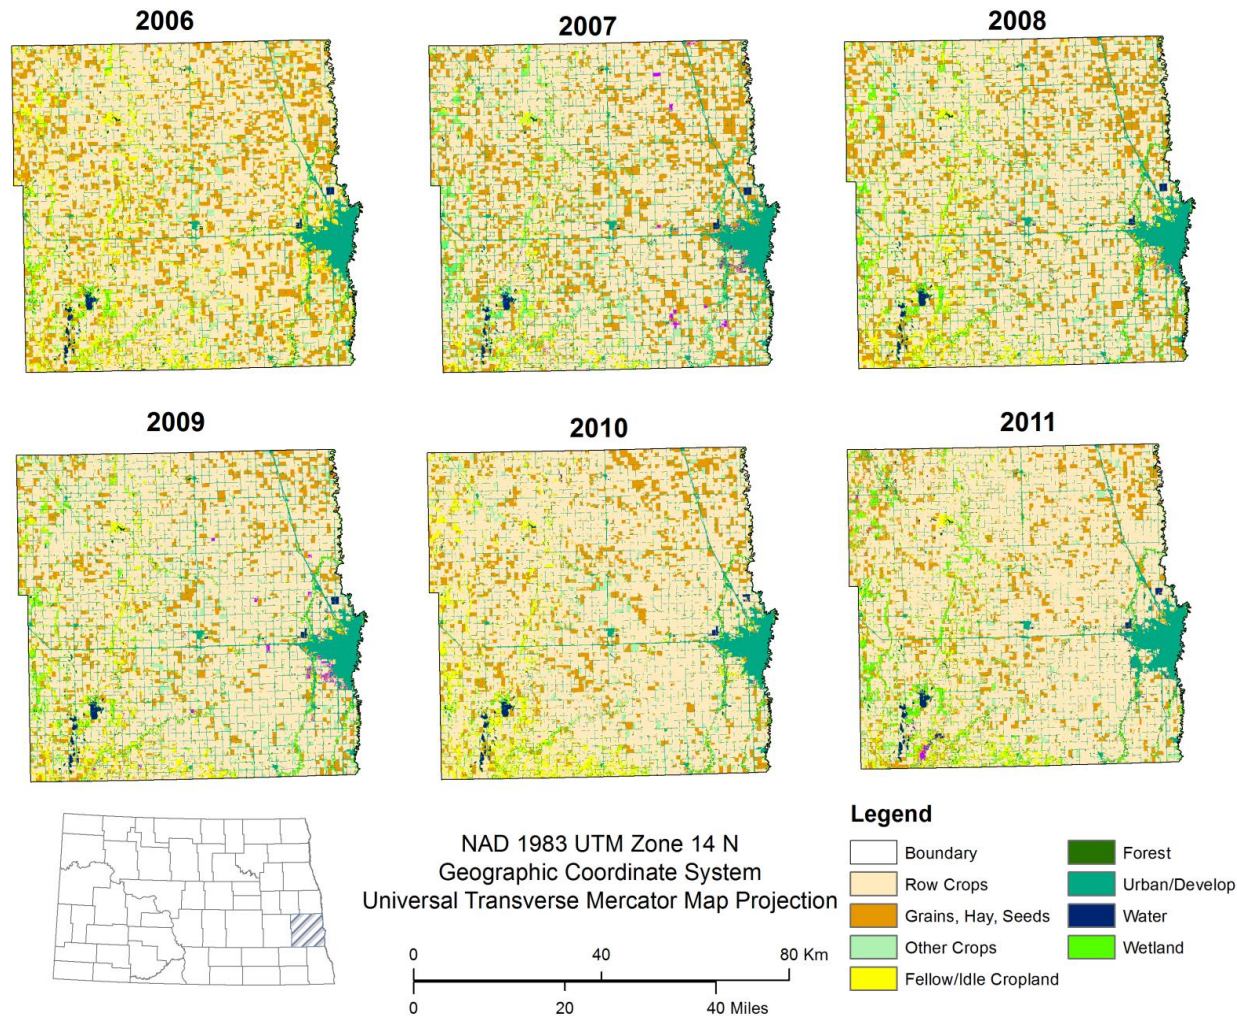 2006
2007
2008
2009
2010
2011
NAD 1983 UTM Zone 14 N
Geographic Coordinate System
Universal Transverse Mercator Map Projection
0 40 80 Km
0 20 40 Miles
Legend
Boundary
Row Crops
Grains, Hay, Seeds
Other Crops
Fellow/Idle Cropland
Forest
Urban/Develop
Water
Wetland